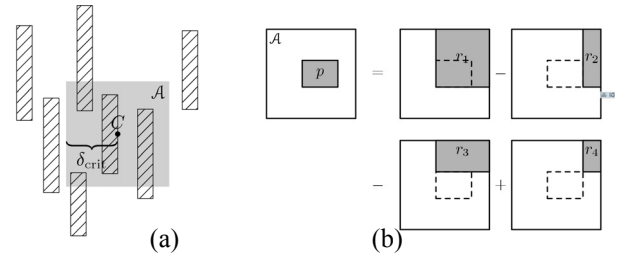 𝒜
C
δcrit
(a)
𝒜
p
=
r1
−
r2
−
r3
+
r4
(b)